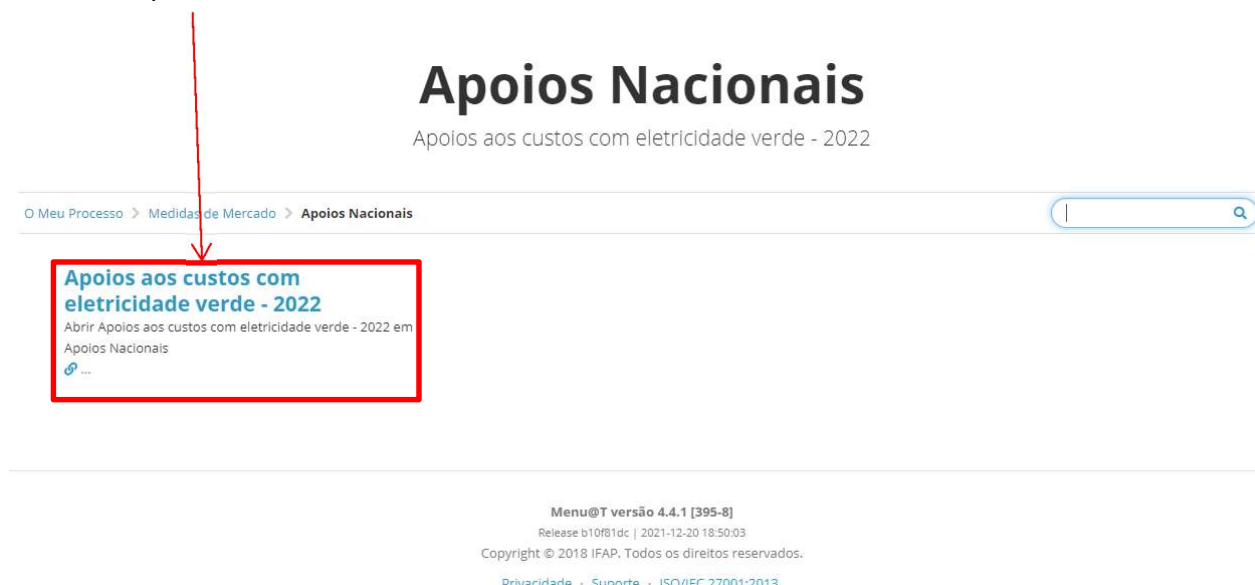 Apoios Nacionais
Apoios aos custos com eletricidade verde - 2022
O Meu Processo > Medidas de Mercado > Apoios Nacionais
Apoios aos custos com
eletricidade verde - 2022
Abrir Apoios aos custos com eletricidade verde - 2022 em
Apoios Nacionais
...
Menu@T versão 4.4.1 [395-8]
Release b10f81dc | 2021-12-20 18:50:03
Copyright © 2018 IFAP. Todos os direitos reservados.
Privacidade · Suporte · ISO/IEC 27001:2013